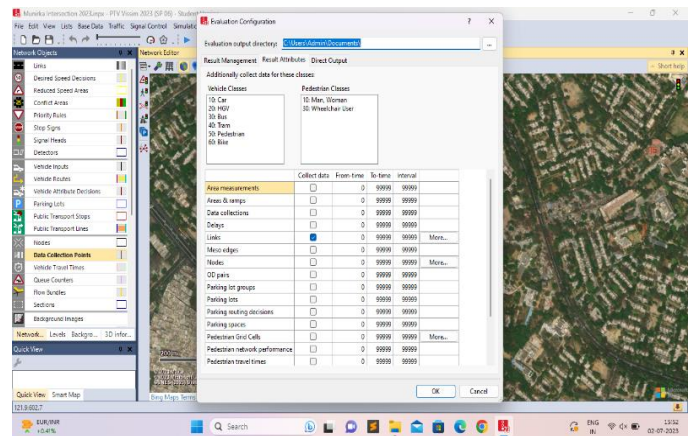 Muneka Intersection 2023.inpx - PTV Vissim 2023 (SP 06) - Student
File Edit View Lists Base Data Traffic Signal Control Simulatio
Network Objects
Network Editor
Short help
Links
Desired Speed Decisions
Reduced Speed Areas
Conflict Areas
Priority Rules
Stop Signs
Signal Heads
Detectors
Vehicle Inputs
Vehicle Routes
Vehicle Attribute Decisions
Parking Lots
Public Transport Stops
Public Transport Lines
Nodes
Data Collection Points
Vehicle Travel Times
Queue Counters
Flow Bundles
Sections
Background Images
Network... Levels Backgro... 3D Infor...
Quick View
Quick View Smart Map
Evaluation Configuration ? X
Evaluation output directory: C:\Users\Admin\Documents\
...
Result Management Result Attributes Direct Output
Additionally collect data for these classes:
Vehicle Classes Pedestrian Classes
10: Car 10: Man, Woman
20: HGV 30: Wheelchair User
30: Bus
40: Tram
50: Pedestrian
60: Bike
Collect data From-time To-time Interval
Area measurements 0 99999 99999
Areas & ramps 0 99999 99999
Data collections 0 99999 99999
Delays 0 99999 99999
Links 0 99999 99999 More...
Meso edges 0 99999 99999
Nodes 0 99999 99999 More...
OD pairs 0 99999 99999
Parking lot groups 0 99999 99999
Parking lots 0 99999 99999
Parking routing decisions 0 99999 99999
Parking spaces 0 99999 99999
Pedestrian Grid Cells 0 99999 99999 More...
Pedestrian network performance 0 99999 99999
Pedestrian travel times 0 99999 99999
OK Cancel
200 m
Bing Maps Terms
Microsoft
121.9:602.7
EUR/INR
+0.41%
Search
ENG
IN
13:52
02-07-2023